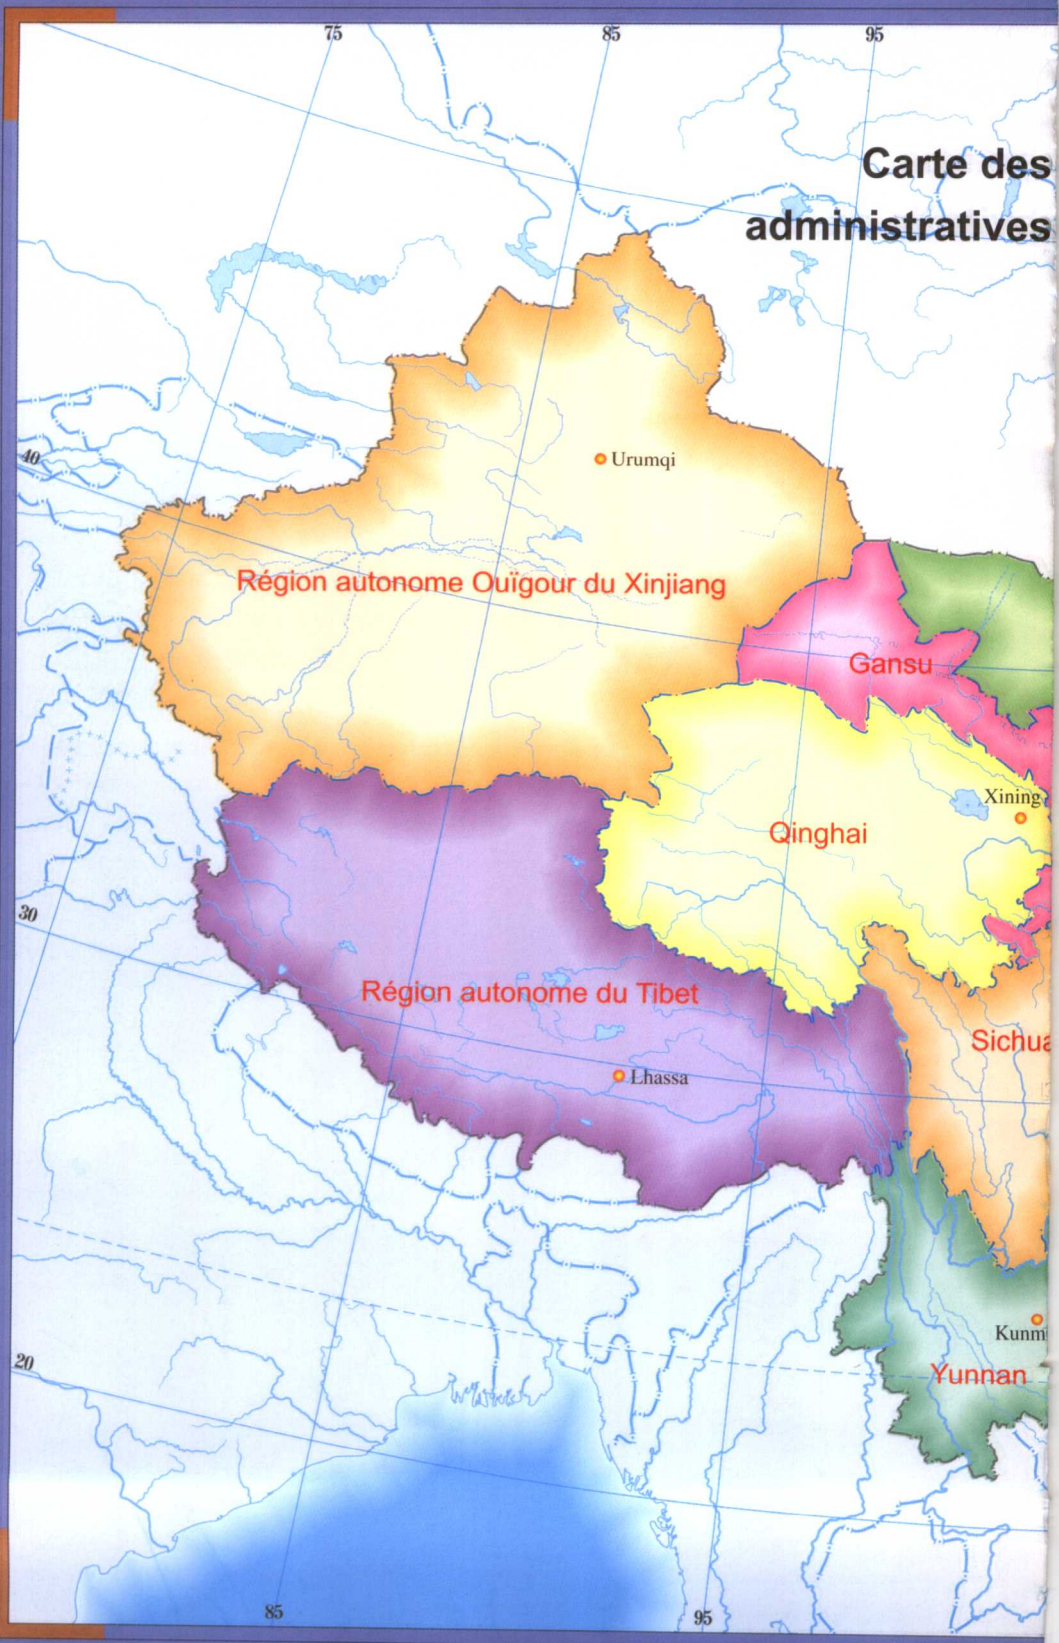 75
85
95
Carte des
administratives
40
Urumqi
Région autonome Ouïgour du Xinjiang
Gansu
Xining
Qinghai
30
Région autonome du Tibet
Sichua
Lhassa
Kunm
20
Yunnan
85
95